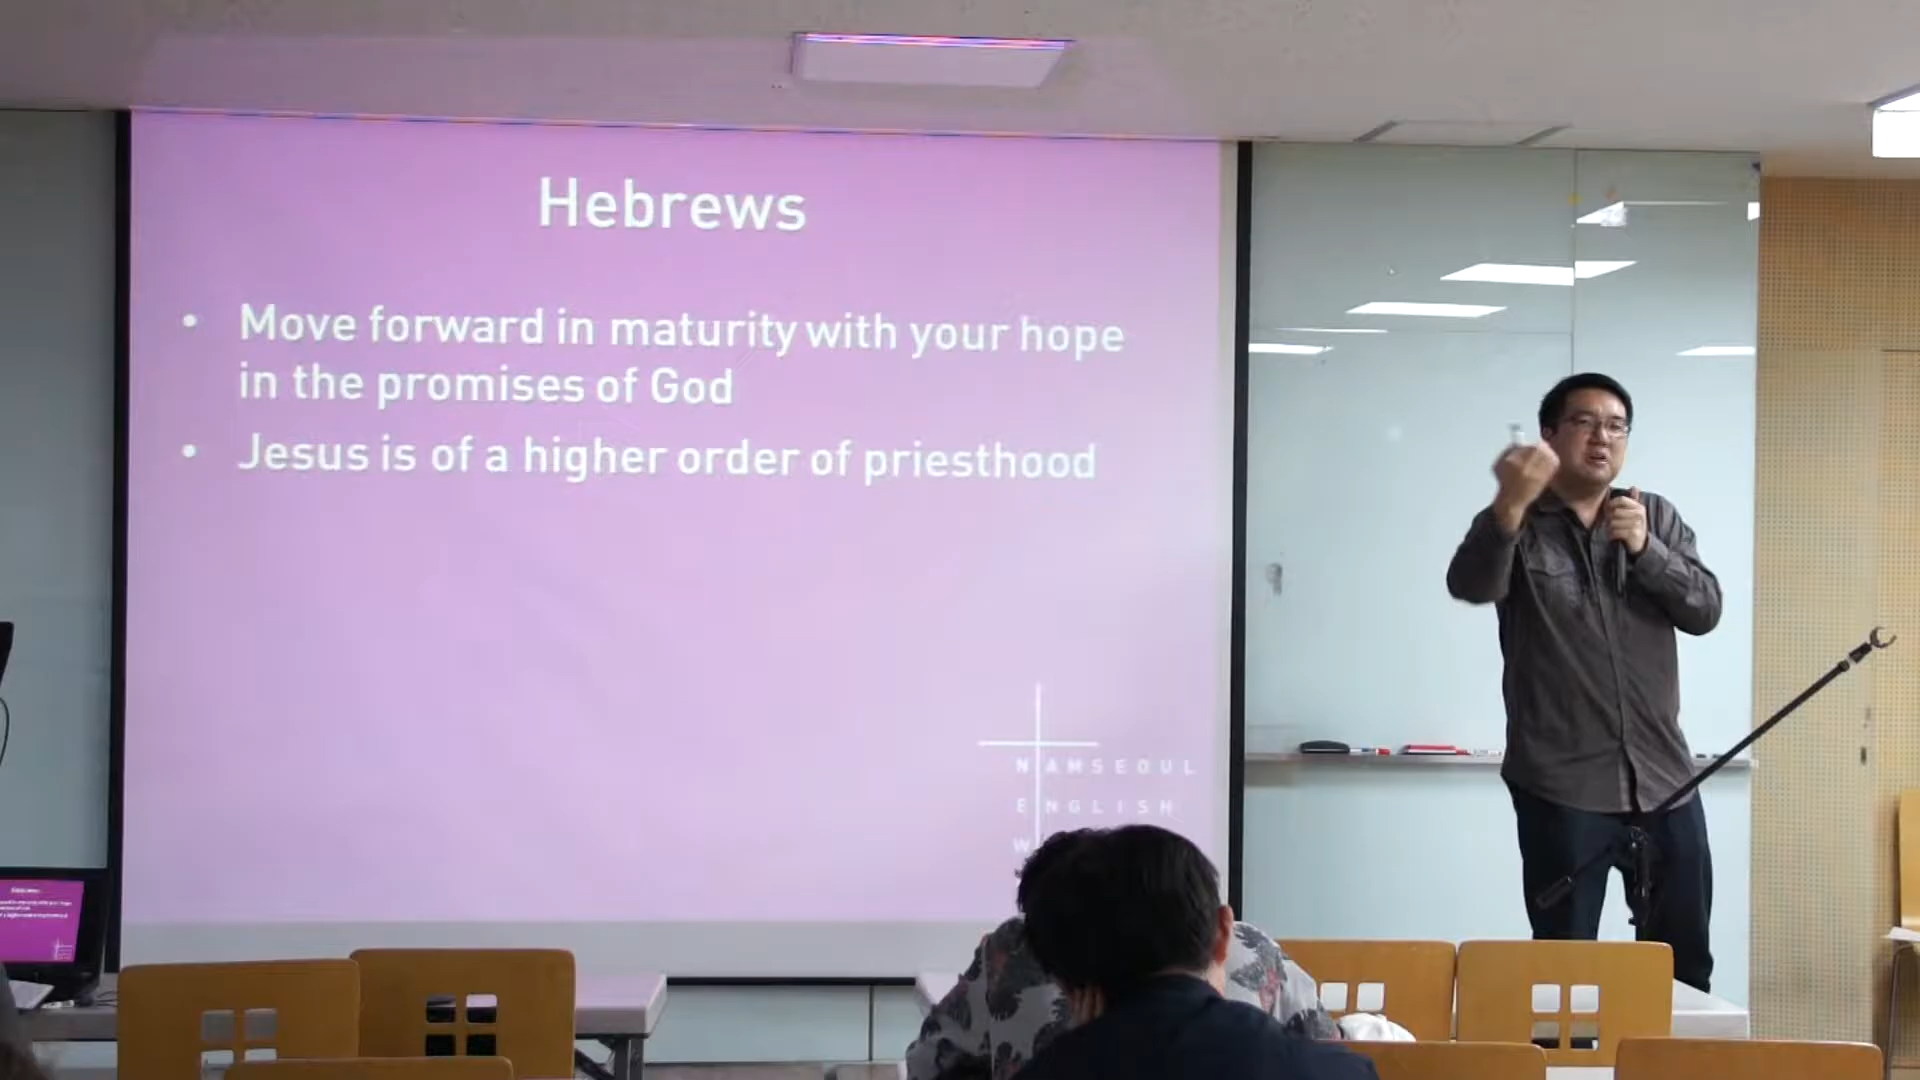 Hebrews
• Move forward in maturity with your hope
in the promises of God
• Jesus is of a higher order of priesthood
NAMSEOUL
ENGLISH
W